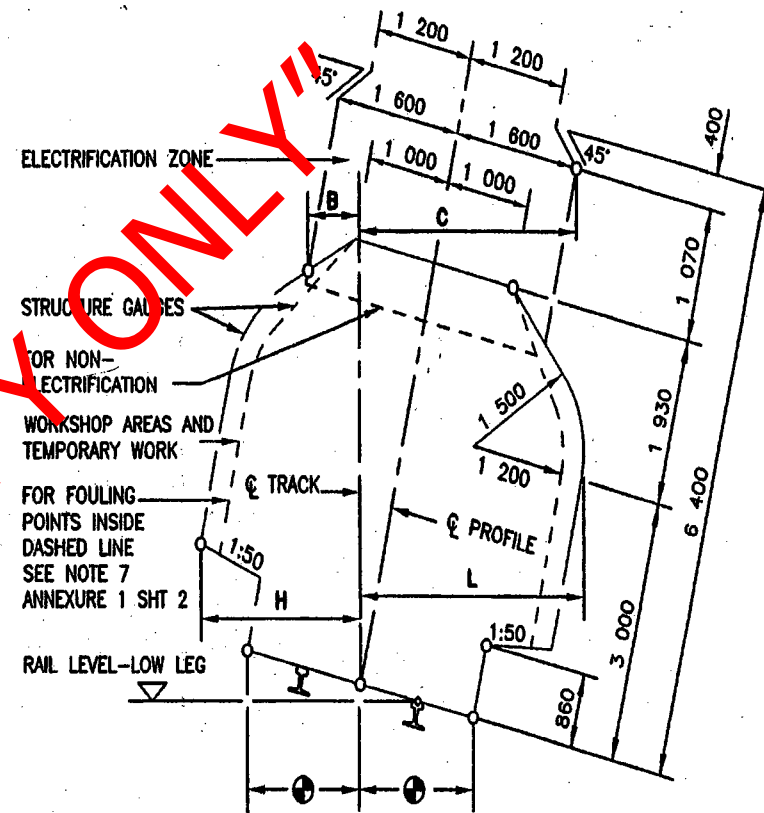 1 200
1 200
45°
1 600
1 600
45°
400
ELECTRIFICATION ZONE
1 000
1 000
B
C
1 070
STRUCTURE GAUGES
FOR NON-
ELECTRIFICATION
1 500
1 930
WORKSHOP AREAS AND
TEMPORARY WORK
1 200
6 400
℄ TRACK
FOR FOULING
POINTS INSIDE
DASHED LINE
SEE NOTE 7
ANNEXURE 1 SHT 2
℄ PROFILE
1:50
H
L
1:50
3 000
RAIL LEVEL-LOW LEG
860
Y ONLY"